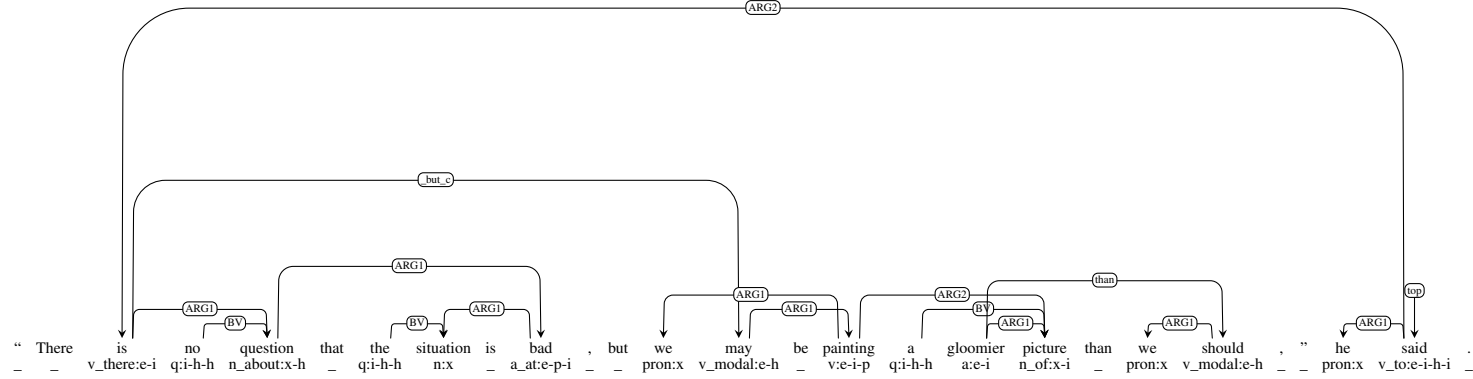 ARG2
_but_c
ARG1 than
ARG1 ARG2 top
ARG1 BV BV ARG1 ARG1 BV ARG1 ARG1 ARG1
“ There is no question that the situation is bad , but we may be painting a gloomier picture than we should , ” he said .
_ _ v_there:e-i q:i-h-h n_about:x-h _ q:i-h-h n:x _ a_at:e-p-i _ _ pron:x v_modal:e-h _ v:e-i-p q:i-h-h a:e-i n_of:x-i _ pron:x v_modal:e-h _ _ pron:x v_to:e-i-h-i _